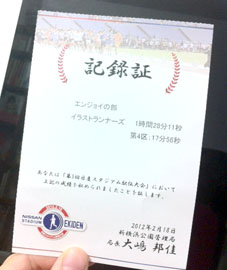 記録証
エンジョイの部
イラストランナーズ 1時間28分11秒
第4区:17分56秒
あなたは「第3回日産スタジアム駅伝大会」において
上記の成績を収められましたことを証します。
2012年2月18日
新横浜公園管理局
局長 大嶋 邦佳
NISSAN
STADIUM
EKIDEN